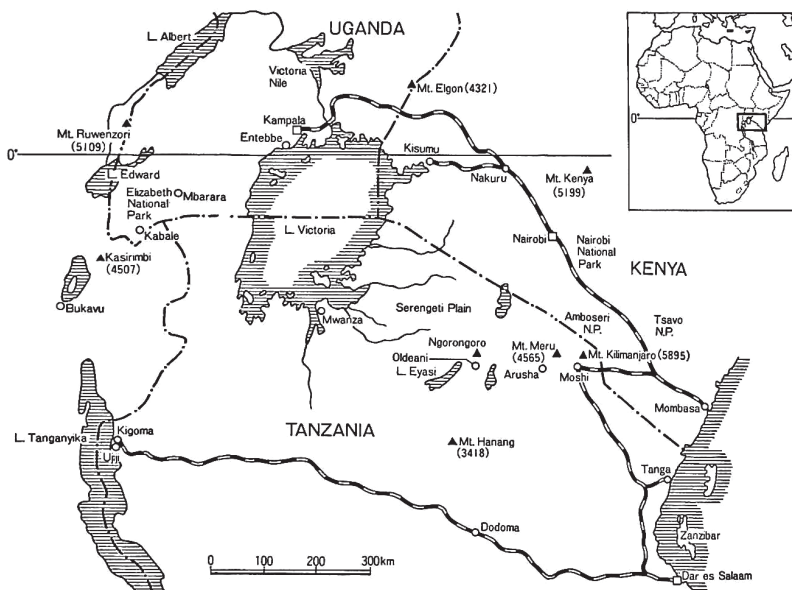 UGANDA
L. Albert
Victoria
Nile
Mt. Elgon (4321)
Mt. Ruwenzori
(5109)
Kampala
Entebbe
0°
0°
Kisumu
L. Edward
Nakuru
Mt. Kenya
(5199)
Elizabeth
National
Park
Mbarara
Kabale
L. Victoria
Nairobi
Nairobi
National
Park
KENYA
Kasirimbi
(4507)
Bukavu
Mwanza
Serengeti Plain
Amboseri
N.P.
Tsavo
N.P.
Ngorongoro
Oldeani
L. Eyasi
Mt. Meru
(4565)
Arusha
Mt. Kilimanjaro (5895)
Moshi
Mombasa
L. Tanganyika
Kigoma
Ujiji
TANZANIA
Mt. Hanang
(3418)
Tanga
Dodoma
Zanzibar
Dar es Salaam
0 100 200 300km